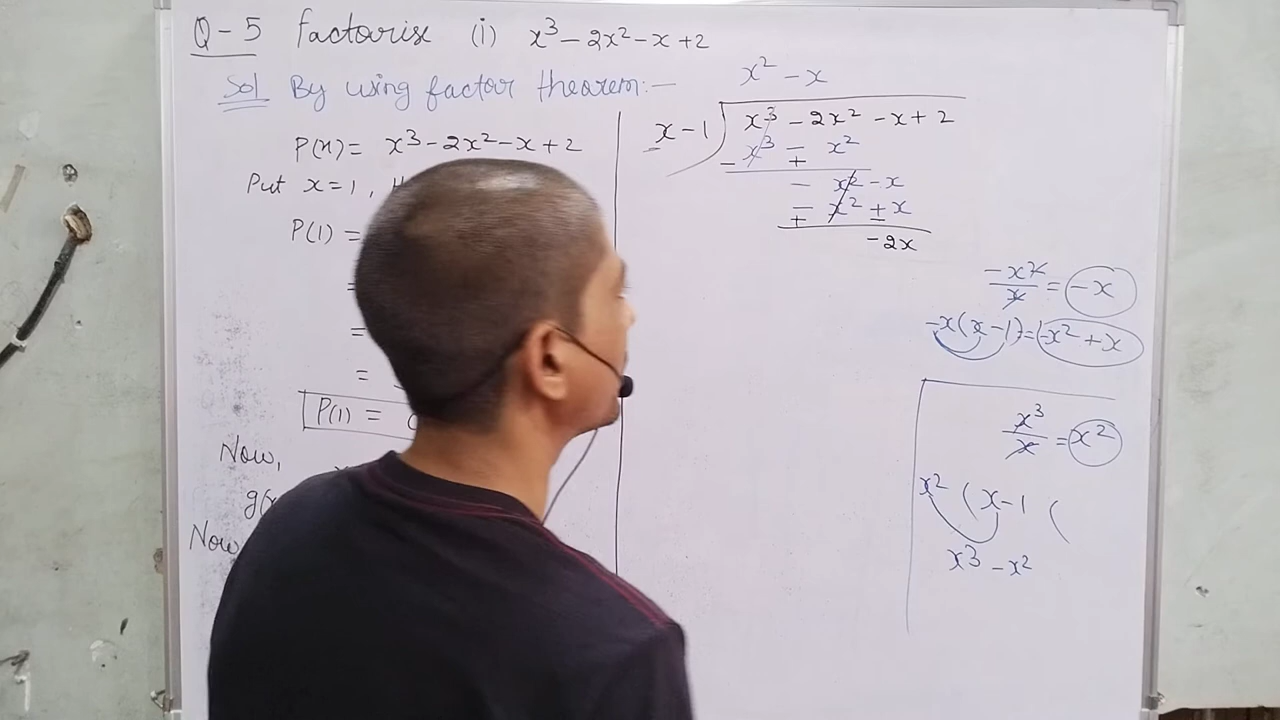 Q-5 factorise (i) x³-2x²-x+2
Sol By using factor theorem:-
P(x)= x³-2x²-x+2
Put x=1,
P(1)=
=
=
=
P(1) =
Now,
Now
x²-x
x-1) x³-2x²-x+2
- x³ - x²
+
- x²-x
- x² + x
+ -
-2x
-x²/x = -x
-x(x-1)=-x²+x
x³/x = x²
x² (x-1 (
x³-x²